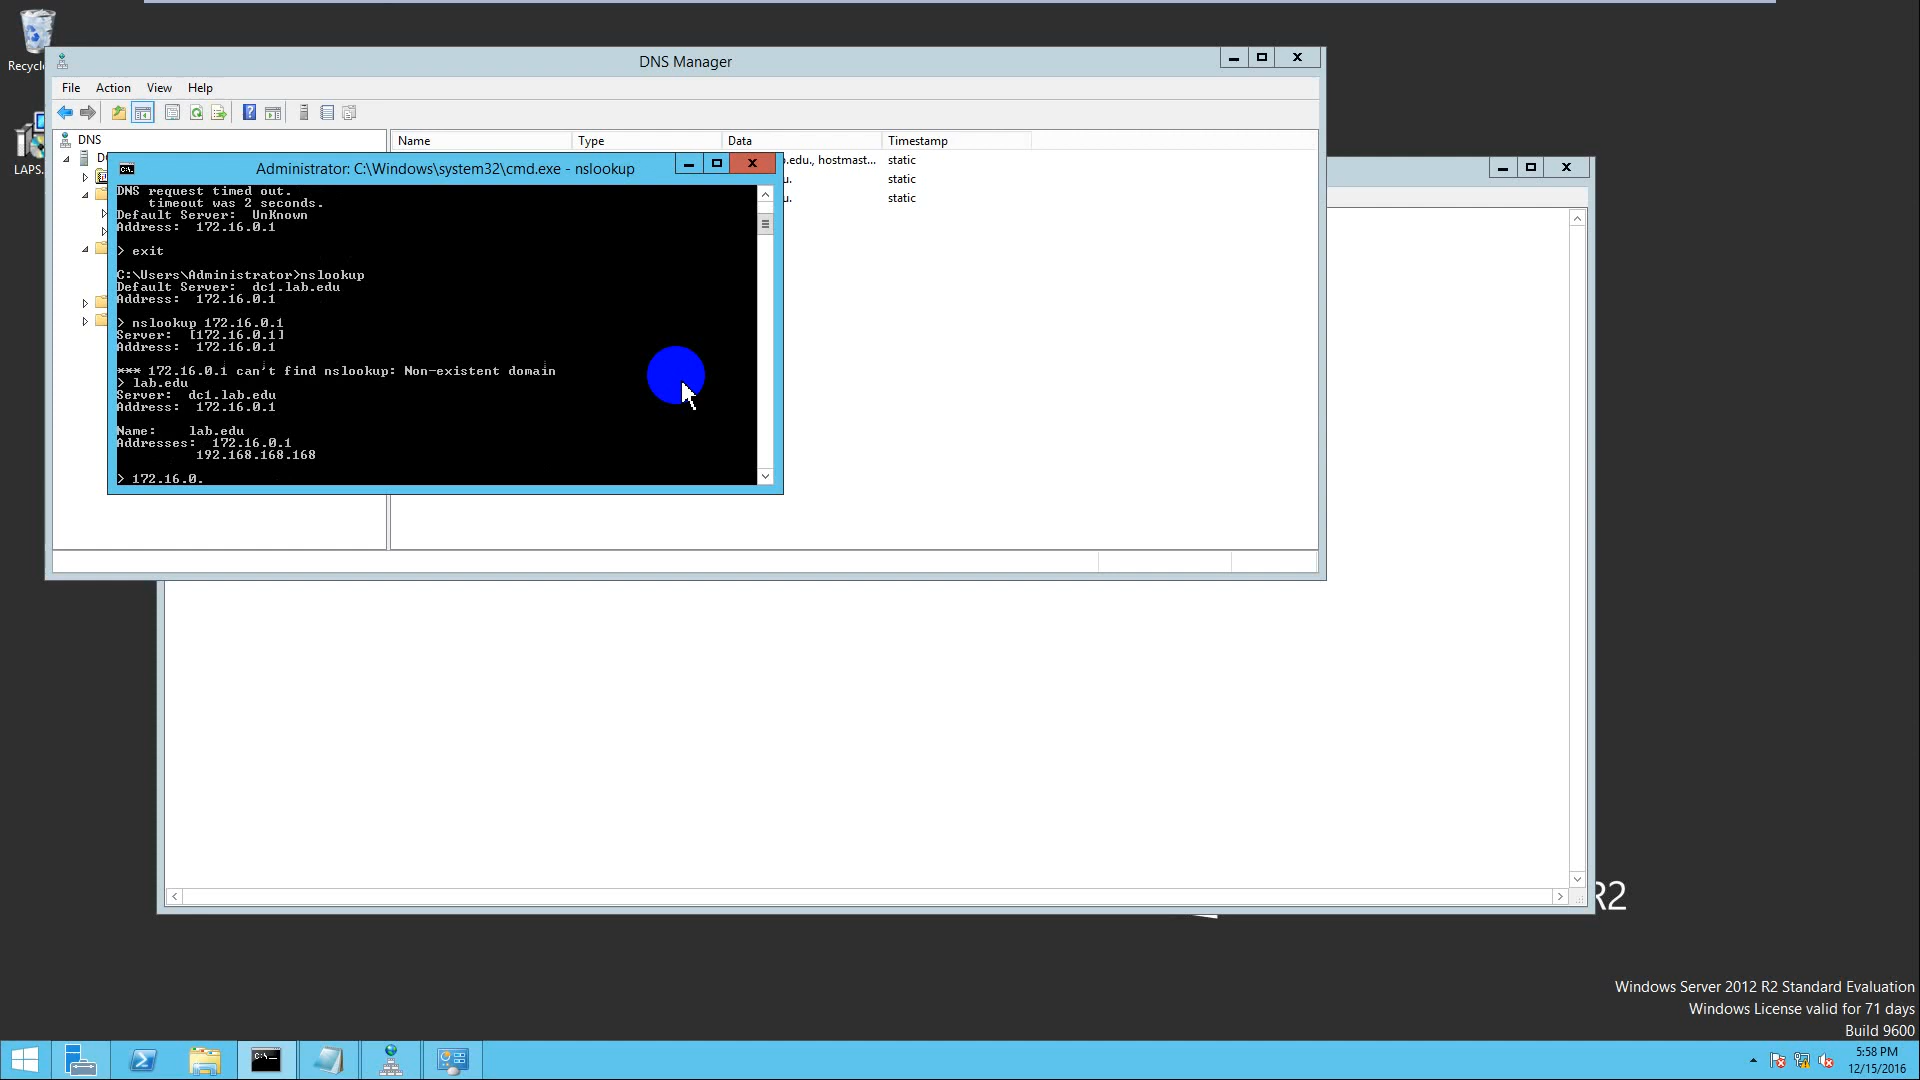 Recycle
LAPS.
DNS Manager
File Action View Help
DNS
Name Type Data Timestamp
.edu., hostmast... static
u. static
u. static
Administrator: C:\Windows\system32\cmd.exe - nslookup
DNS request timed out.
timeout was 2 seconds.
Default Server: UnKnown
Address: 172.16.0.1
> exit
C:\Users\Administrator>nslookup
Default Server: dc1.lab.edu
Address: 172.16.0.1
> nslookup 172.16.0.1
Server: [172.16.0.1]
Address: 172.16.0.1
*** 172.16.0.1 can't find nslookup: Non-existent domain
> lab.edu
Server: dc1.lab.edu
Address: 172.16.0.1
Name: lab.edu
Addresses: 172.16.0.1
192.168.168.168
> 172.16.0.
R2
Windows Server 2012 R2 Standard Evaluation
Windows License valid for 71 days
Build 9600
5:58 PM
12/15/2016